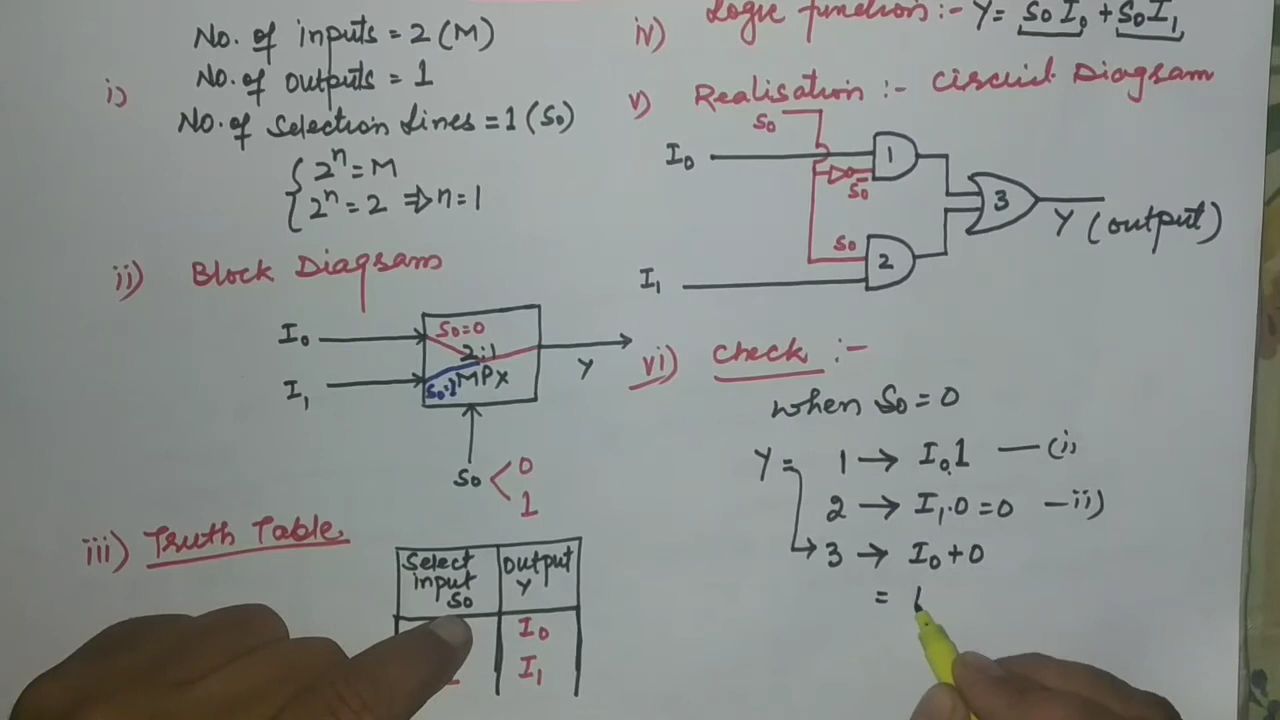 No. of inputs = 2 (M)
i) No. of outputs = 1
No. of Selection Lines = 1 (S0)
2^n = M
2^n = 2 => n = 1
ii) Block Diagram
I0
I1
S0=0
2:1
MPX
S0=1
Y
S0 < 0
1
iii) Truth Table
Select input S0
Output Y
I0
I1
iv) Logic function :- Y = S0 I0 + S0 I1
v) Realisation :- Circuit Diagram
S0
I0
1
S̅0
3
Y (output)
S0
2
I1
vi) Check :-
When S0 = 0
Y = 1 → I0.1 — (i)
2 → I1.0 = 0 — ii)
3 → I0 + 0
=